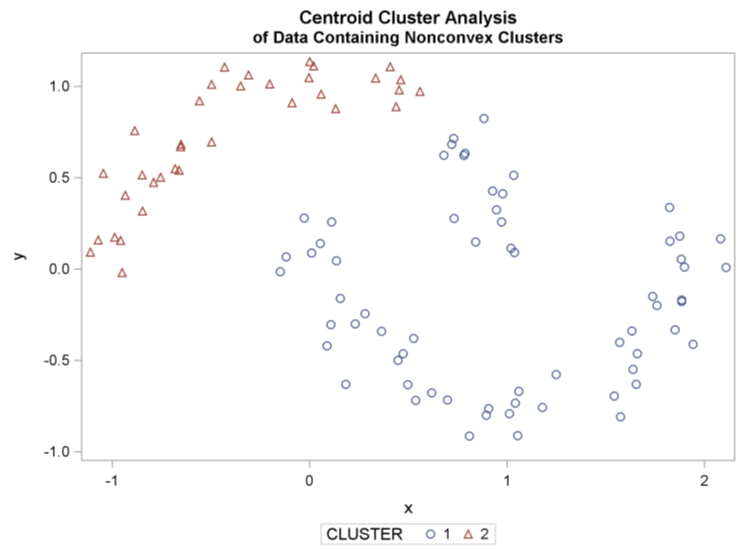 Centroid Cluster Analysis
of Data Containing Nonconvex Clusters
1.0
0.5
0.0
-0.5
-1.0
y
-1 0 1 2
x
CLUSTER 1 2